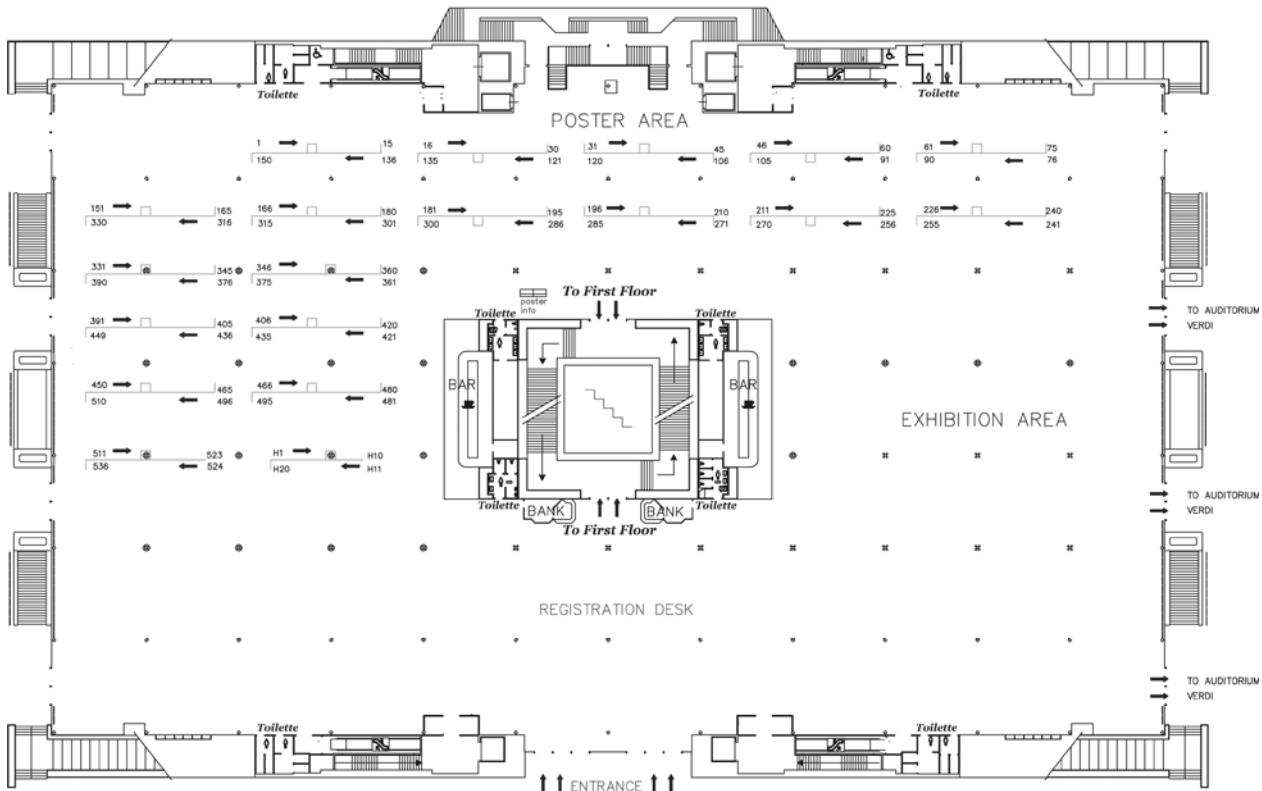 Toilette
Toilette
POSTER AREA
1 15 16 30 31 45 46 60 61 75
150 136 135 121 120 106 105 91 90 76
151 165 166 180 181 195 196 210 211 225 226 240
330 316 315 301 300 286 285 271 270 256 255 241
331 345 346 360
390 376 375 361
poster
info
To First Floor
TO AUDITORIUM
VERDI
Toilette
Toilette
391 405 406 420
449 436 435 421
450 465 466 480
510 496 495 481
BAR
BAR
EXHIBITION AREA
511 523 H1 H10
536 524 H20 H11
Toilette
Toilette
BANK
BANK
TO AUDITORIUM
VERDI
To First Floor
REGISTRATION DESK
TO AUDITORIUM
VERDI
Toilette
Toilette
ENTRANCE